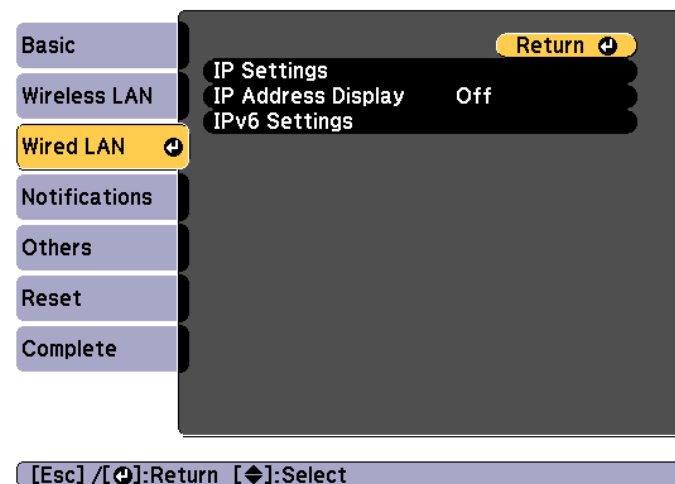 Basic
Wireless LAN
Wired LAN
Notifications
Others
Reset
Complete
Return
IP Settings
IP Address Display Off
IPv6 Settings
[Esc] /[⏎]:Return [◆]:Select